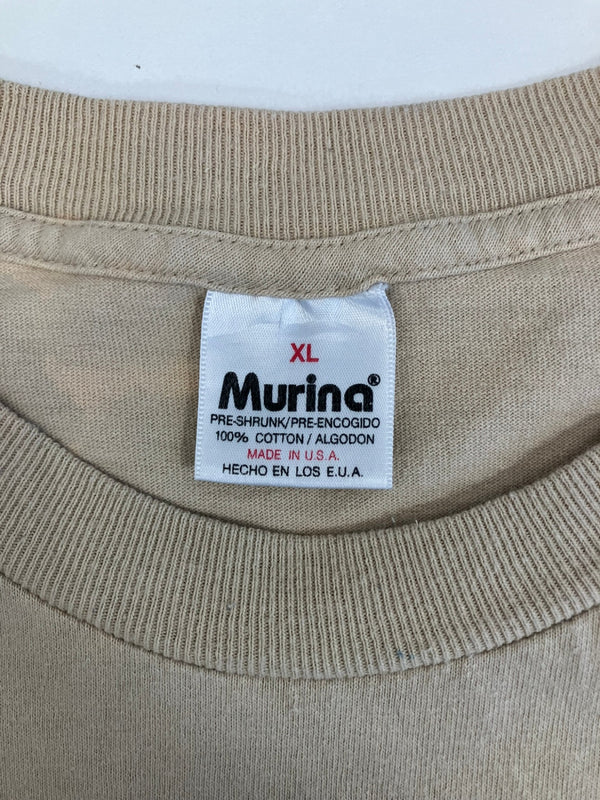 XL
Murina®
PRE-SHRUNK/PRE-ENCOGIDO
100% COTTON / ALGODON
MADE IN U.S.A.
HECHO EN LOS E.U.A.